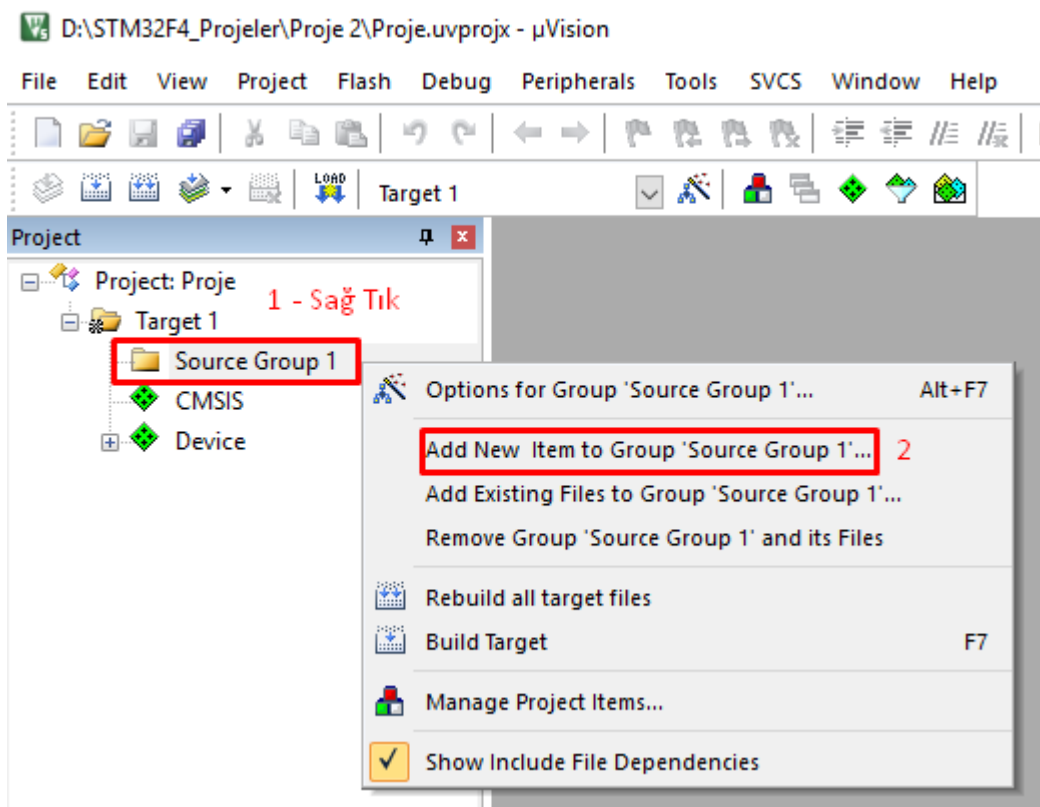 D:\STM32F4_Projeler\Proje 2\Proje.uvprojx - µVision
File Edit View Project Flash Debug Peripherals Tools SVCS Window Help
LOAD Target 1
Project
Project: Proje
1 - Sağ Tık
Target 1
Source Group 1
CMSIS
Device
Options for Group 'Source Group 1'... Alt+F7
Add New Item to Group 'Source Group 1'... 2
Add Existing Files to Group 'Source Group 1'...
Remove Group 'Source Group 1' and its Files
Rebuild all target files
Build Target F7
Manage Project Items...
Show Include File Dependencies